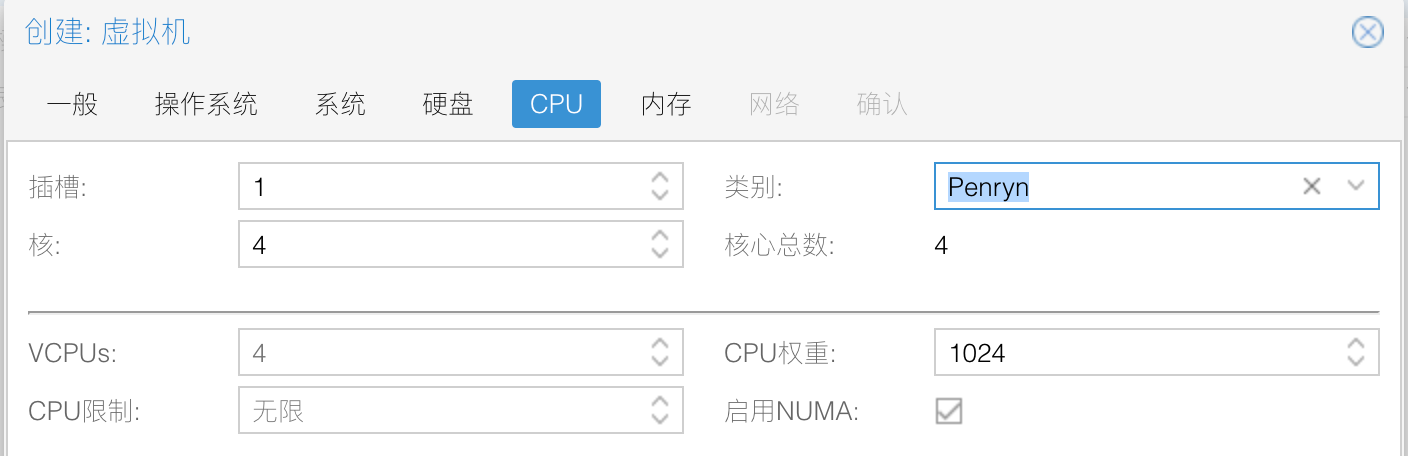 创建: 虚拟机
一般 操作系统 系统 硬盘 CPU 内存 网络 确认
插槽: 1 类别: Penryn
核: 4 核心总数: 4
VCPUs: 4 CPU权重: 1024
CPU限制: 无限 启用NUMA: